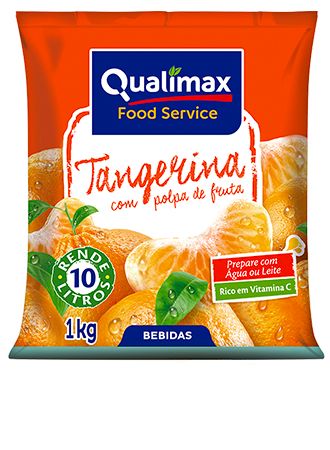 Qualimax
Food Service
Tangerina
com polpa de fruta
RENDE
10
LITROS
Prepare com
Água ou Leite
Rico em Vitamina C
1kg
BEBIDAS